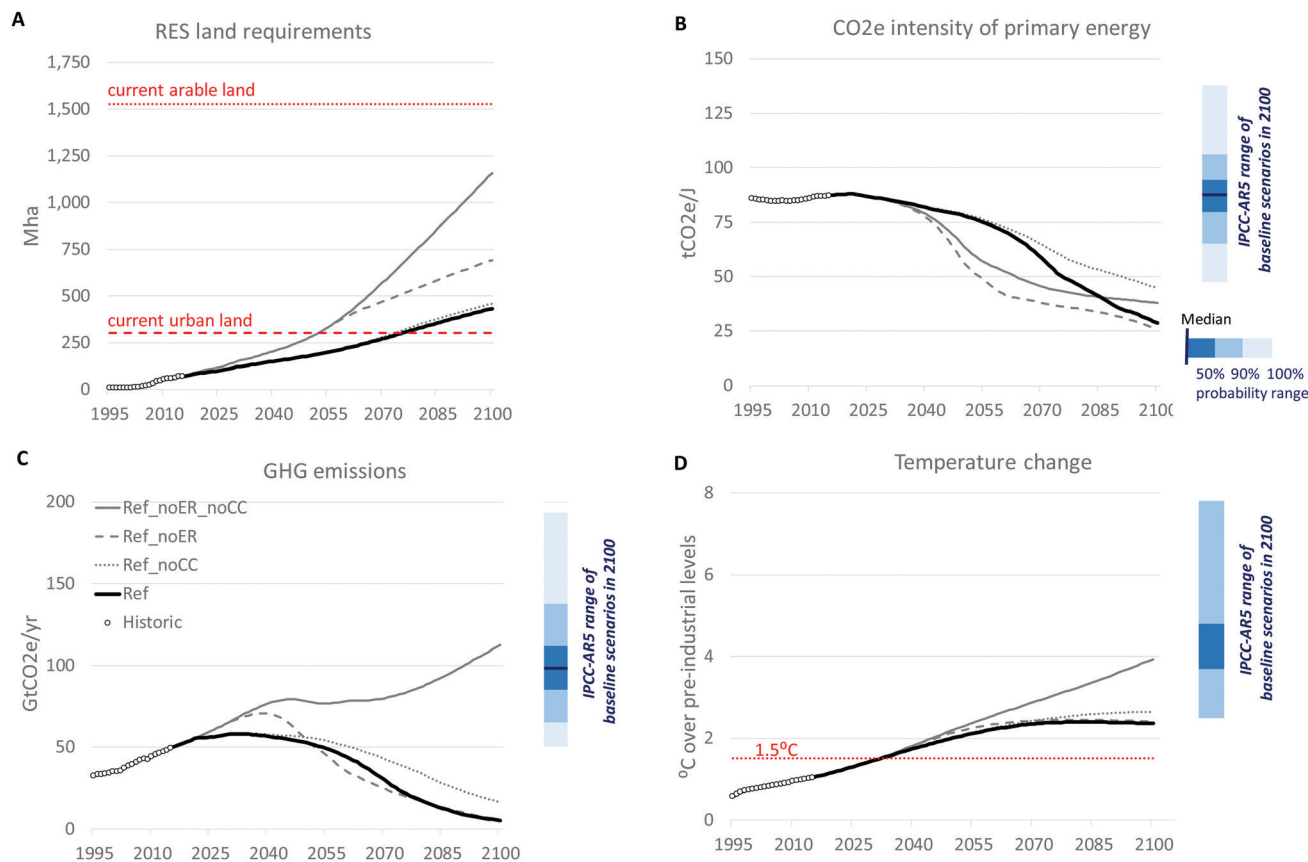 A
RES land requirements
1,750
1,500
1,250
1,000
750
500
250
0
Mha
current arable land
current urban land
1995 2010 2025 2040 2055 2070 2085 2100
B
CO2e intensity of primary energy
150
125
100
75
50
25
0
tCO2e/J
1995 2010 2025 2040 2055 2070 2085 2100
IPCC-AR5 range of
baseline scenarios in 2100
Median
50% 90% 100%
probability range
C
GHG emissions
200
150
100
50
0
GtCO2e/yr
Ref_noER_noCC
Ref_noER
Ref_noCC
Ref
Historic
1995 2010 2025 2040 2055 2070 2085 2100
IPCC-AR5 range of
baseline scenarios in 2100
D
Temperature change
8
6
4
2
0
⁰C over pre-industrial levels
1.5⁰C
1995 2010 2025 2040 2055 2070 2085 2100
IPCC-AR5 range of
baseline scenarios in 2100